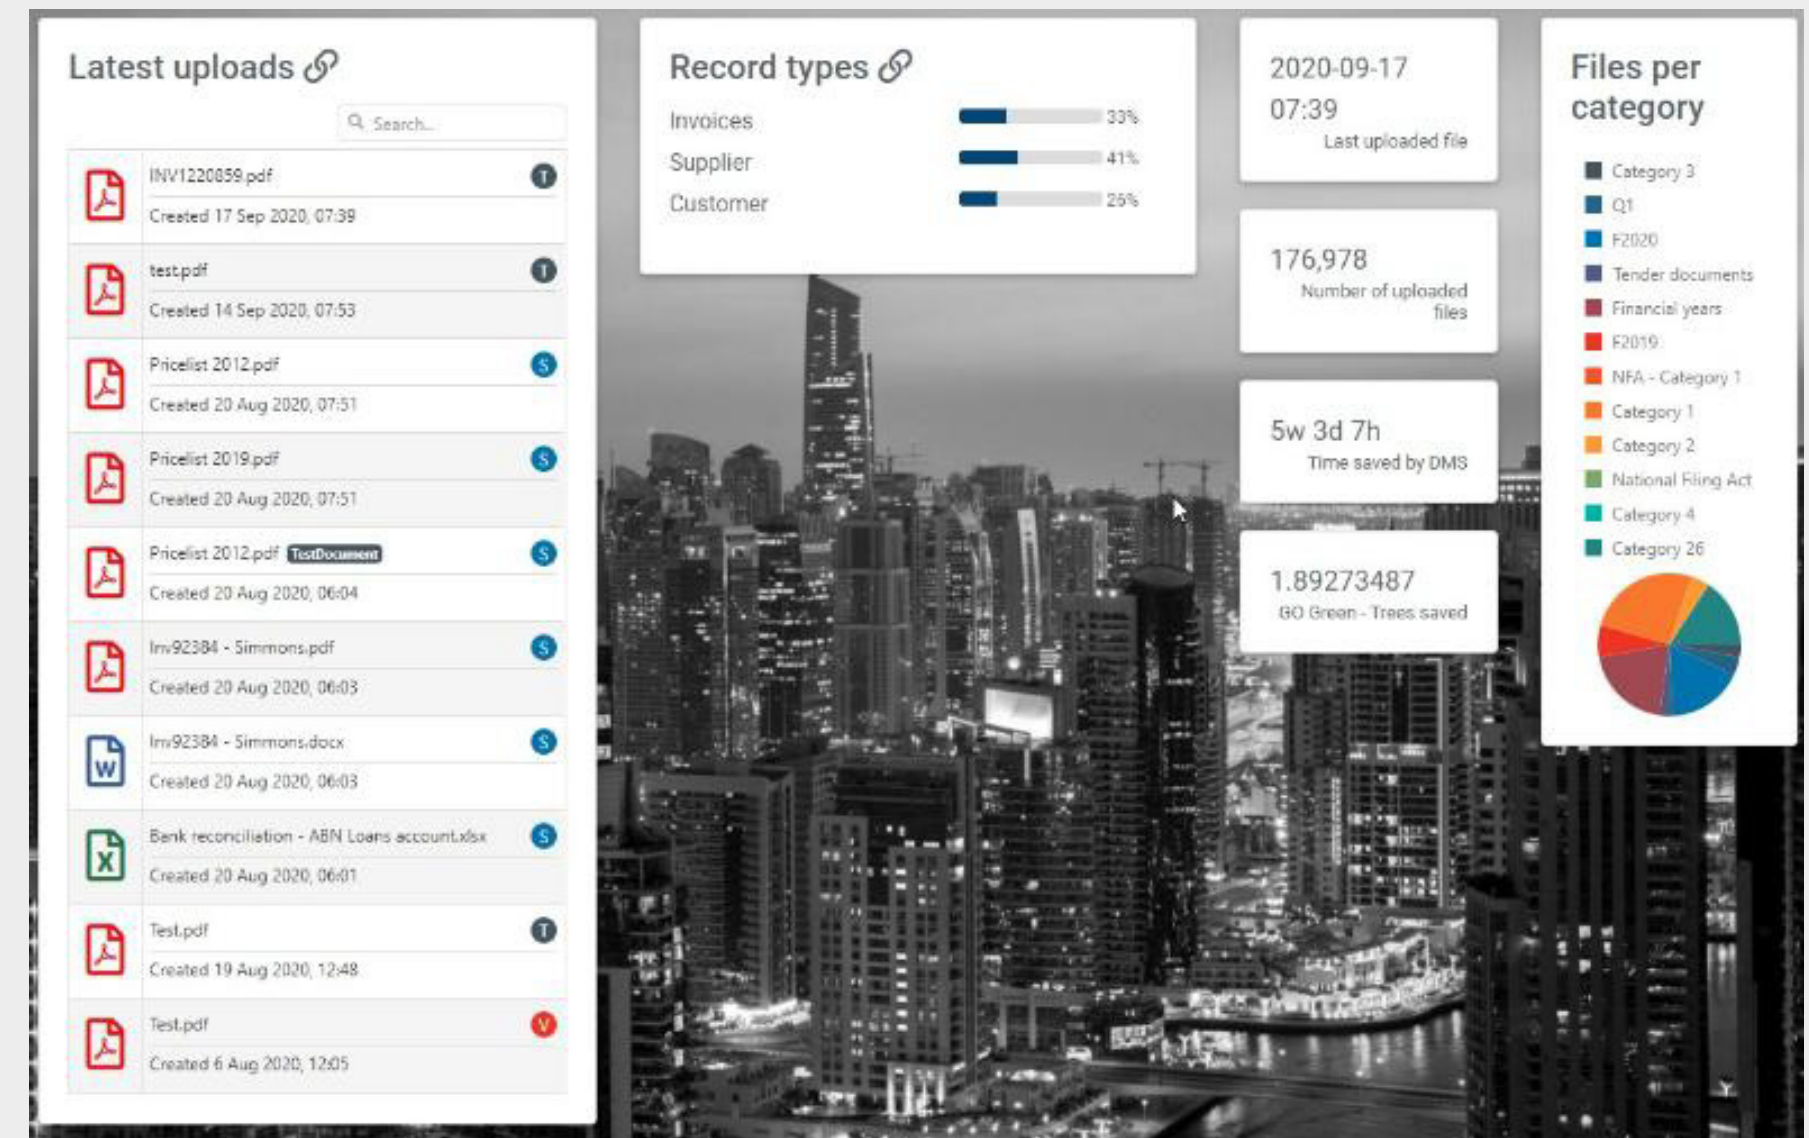 Latest uploads
Search...
INV1220859.pdf
T
Created 17 Sep 2020, 07:39
test.pdf
T
Created 14 Sep 2020, 07:53
Pricelist 2012.pdf
S
Created 20 Aug 2020, 07:51
Pricelist 2019.pdf
S
Created 20 Aug 2020, 07:51
Pricelist 2012.pdf TestDocument
S
Created 20 Aug 2020, 06:04
Inv92384 - Simmons.pdf
S
Created 20 Aug 2020, 06:03
W
Inv92384 - Simmons.docx
S
Created 20 Aug 2020, 06:03
X
Bank reconciliation - ABN Loans account.xlsx
S
Created 20 Aug 2020, 06:01
Test.pdf
T
Created 19 Aug 2020, 12:48
Test.pdf
V
Created 6 Aug 2020, 12:05
Record types
Invoices 33%
Supplier 41%
Customer 26%
2020-09-17
07:39
Last uploaded file
176,978
Number of uploaded
files
5w 3d 7h
Time saved by DMS
1.89273487
GO Green - Trees saved
Files per
category
Category 3
Q1
F2020
Tender documents
Financial years
F2019
NFA - Category 1
Category 1
Category 2
National Filing Act
Category 4
Category 26